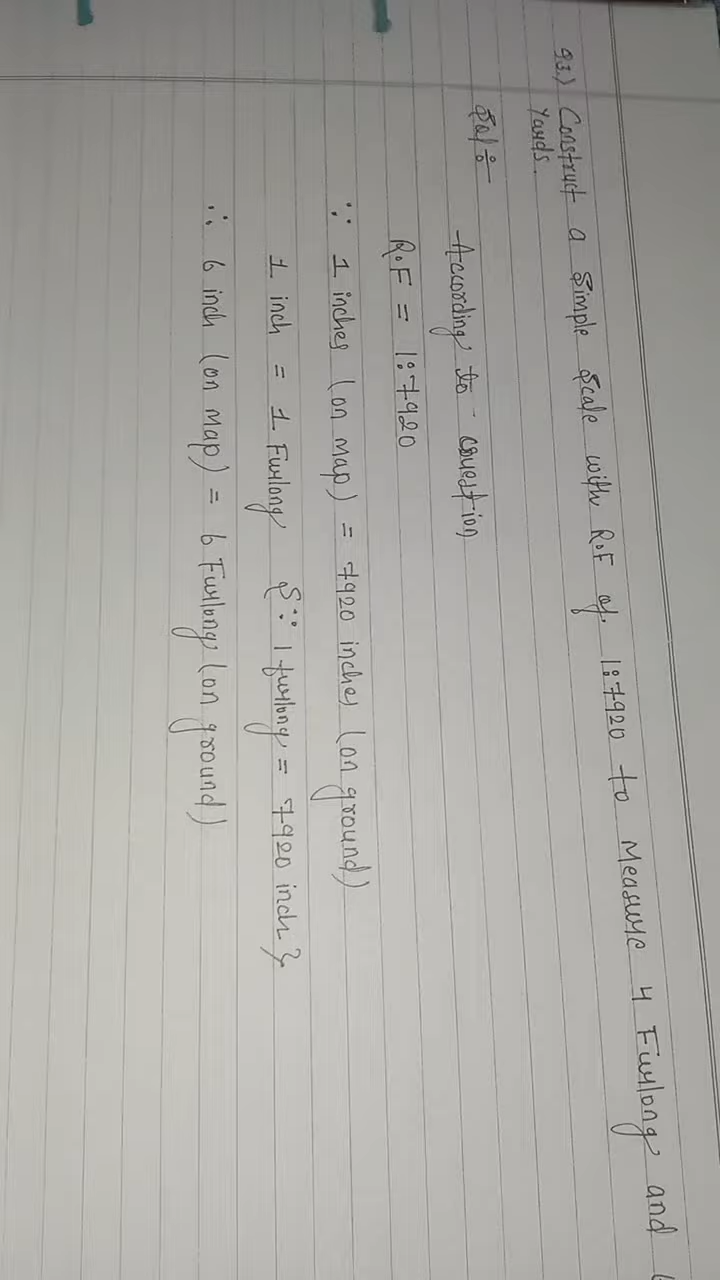 Q3.) Construct a Simple Scale with R.F of 1:7920 to Measure 4 Furlong and
Yards.
Sol ÷
According to question
R.F = 1:7920
∵ 1 inches (on map) = 7920 inches (on ground)
1 inch = 1 Furlong {∵ 1 furlong = 7920 inch}
∴ 6 inch (on map) = 6 Furlong (on ground)